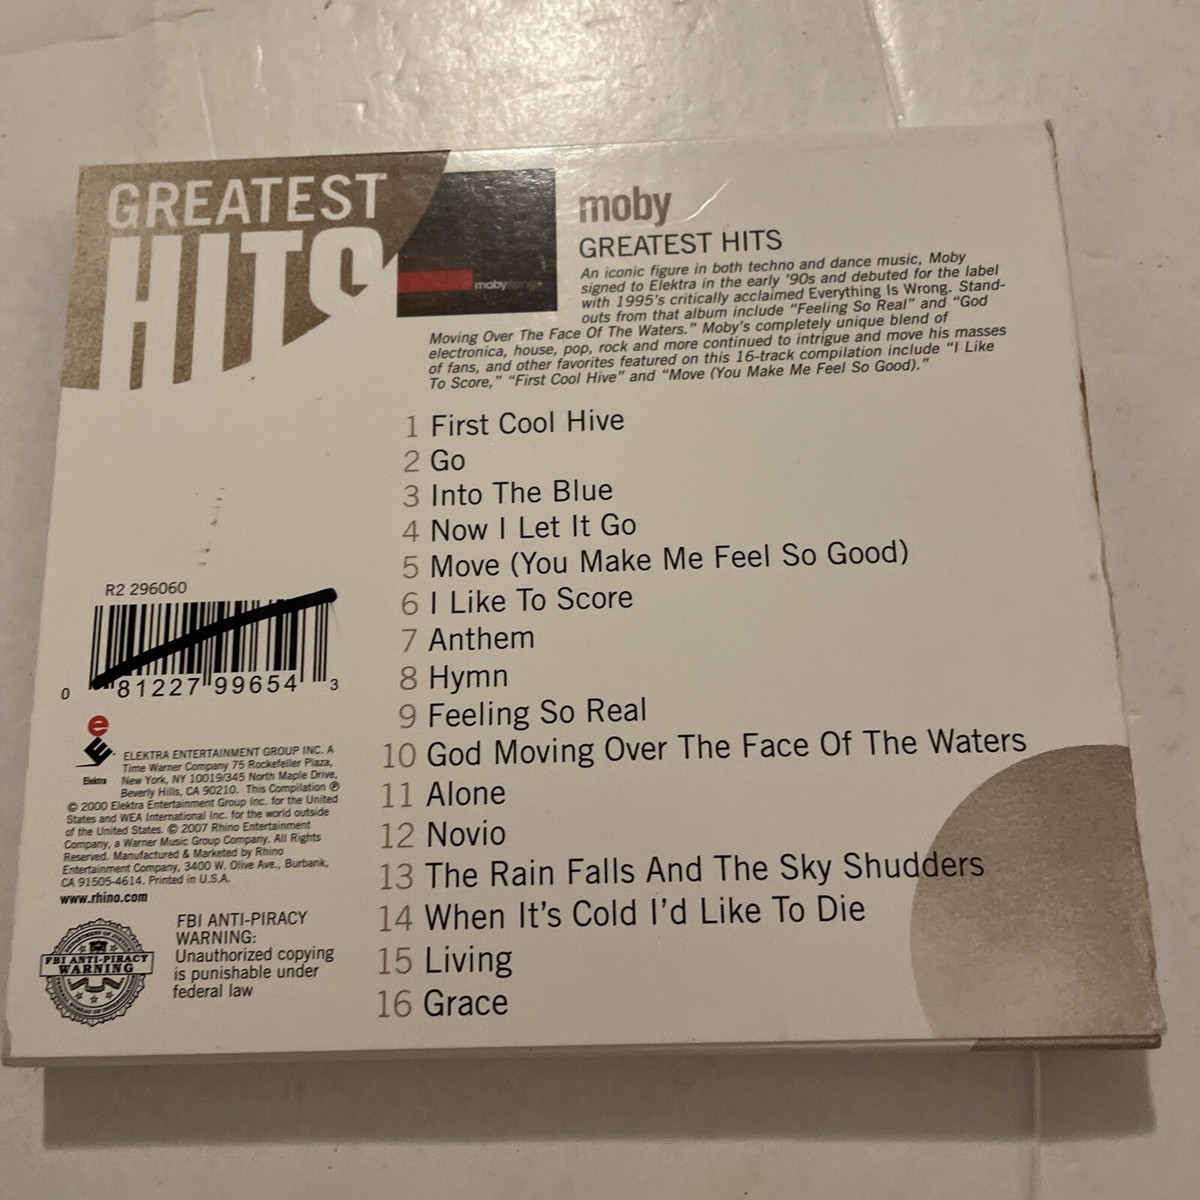 GREATEST
HITS
mobysongs
moby
GREATEST HITS
An iconic figure in both techno and dance music, Moby
signed to Elektra in the early '90s and debuted for the label
with 1995's critically acclaimed Everything Is Wrong. Stand-
outs from that album include "Feeling So Real" and "God
Moving Over The Face Of The Waters." Moby's completely unique blend of
electronica, house, pop, rock and more continued to intrigue and move his masses
of fans, and other favorites featured on this 16-track compilation include "I Like
To Score," "First Cool Hive" and "Move (You Make Me Feel So Good)."
1 First Cool Hive
2 Go
3 Into The Blue
4 Now I Let It Go
5 Move (You Make Me Feel So Good)
6 I Like To Score
7 Anthem
8 Hymn
9 Feeling So Real
10 God Moving Over The Face Of The Waters
11 Alone
12 Novio
13 The Rain Falls And The Sky Shudders
14 When It's Cold I'd Like To Die
15 Living
16 Grace
R2 296060
0 81227 99654 3
e
Elektra
ELEKTRA ENTERTAINMENT GROUP INC. A
Time Warner Company 75 Rockefeller Plaza,
New York, NY 10019/345 North Maple Drive,
Beverly Hills, CA 90210. This Compilation ℗
© 2000 Elektra Entertainment Group Inc. for the United
States and WEA International Inc. for the world outside
of the United States. © 2007 Rhino Entertainment
Company, a Warner Music Group Company. All Rights
Reserved. Manufactured & Marketed by Rhino
Entertainment Company, 3400 W. Olive Ave., Burbank,
CA 91505-4614. Printed in U.S.A.
www.rhino.com
FBI ANTI-PIRACY
WARNING
FBI ANTI-PIRACY
WARNING:
Unauthorized copying
is punishable under
federal law